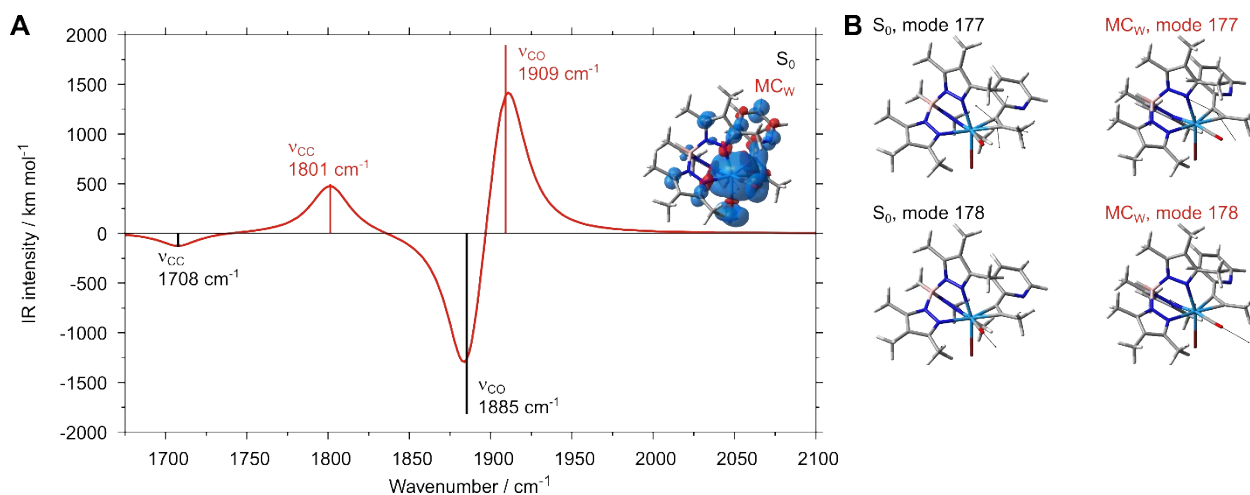 A
2000
1500
1000
500
0
-500
-1000
-1500
-2000
IR intensity / km mol⁻¹
1700
1750
1800
1850
1900
1950
2000
2050
2100
Wavenumber / cm⁻¹
νCC
1708 cm⁻¹
νCC
1801 cm⁻¹
νCO
1885 cm⁻¹
νCO
1909 cm⁻¹
S₀
MCW
B
S₀, mode 177
MCW, mode 177
S₀, mode 178
MCW, mode 178